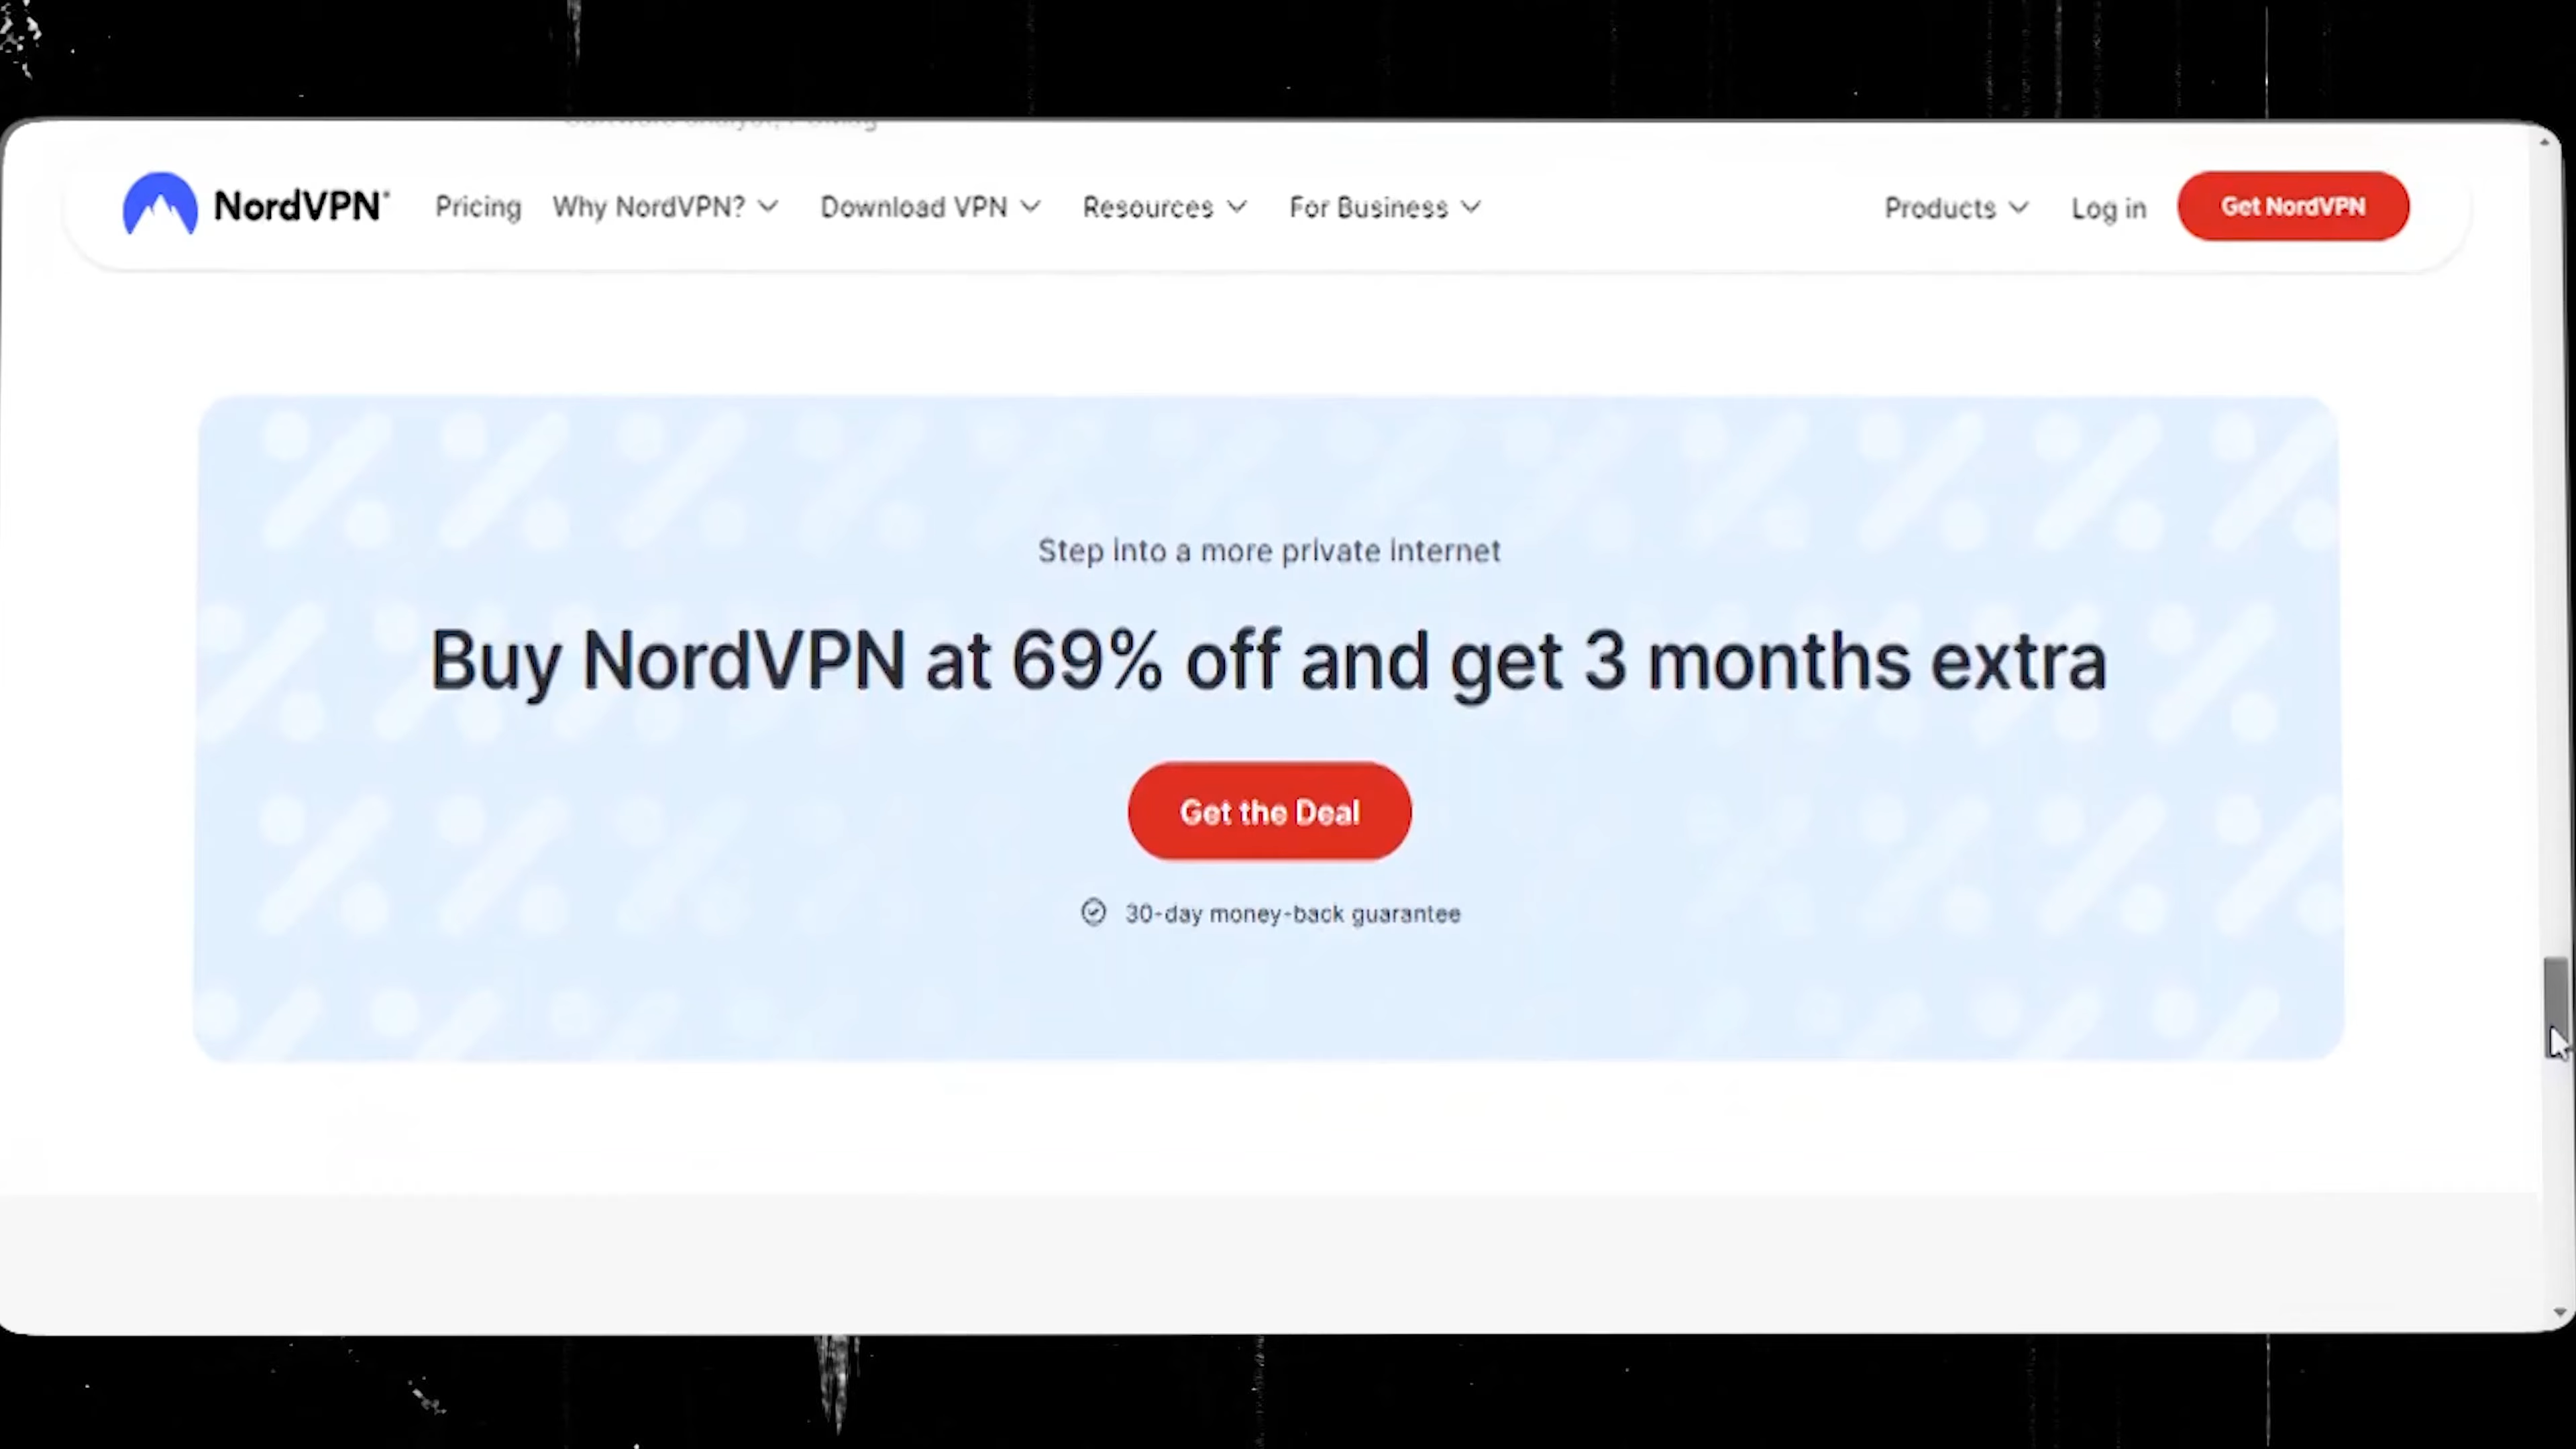 NordVPN®
Pricing
Why NordVPN?
Download VPN
Resources
For Business
Products
Log in
Get NordVPN
Step into a more private internet
Buy NordVPN at 69% off and get 3 months extra
Get the Deal
30-day money-back guarantee